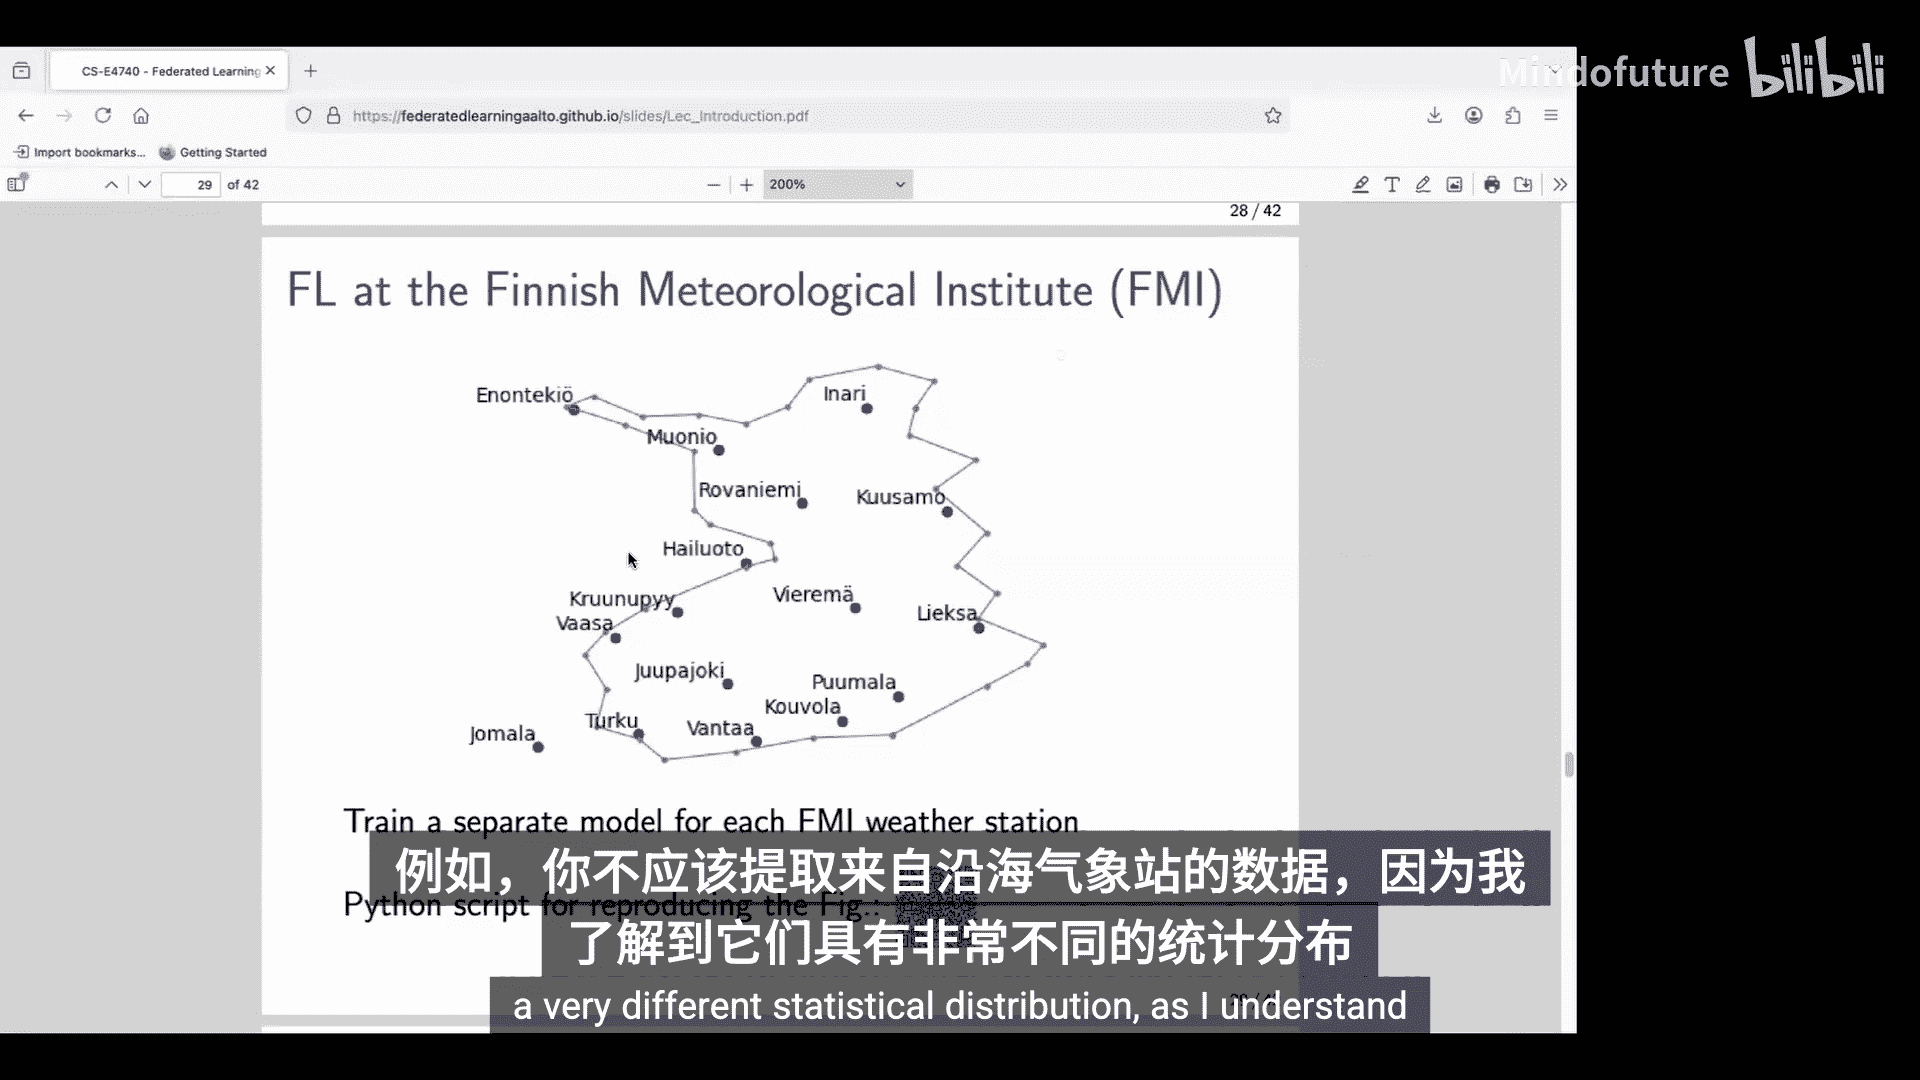 CS-E4740 - Federated Learning
Mindofuture bilibili
https://federatedlearningaalto.github.io/slides/Lec_Introduction.pdf
Import bookmarks... Getting Started
29 of 42 200%
28 / 42
FL at the Finnish Meteorological Institute (FMI)
Enontekiö
Inari
Muonio
Rovaniemi
Kuusamo
Hailuoto
Vieremä
Kruunupyy
Lieksa
Vaasa
Juupajoki
Puumala
Kouvola
Turku
Vantaa
Jomala
Train a separate model for each FMI weather station
例如，你不应该提取来自沿海气象站的数据，因为我
Python script for reproducing the Fig.:
了解到它们具有非常不同的统计分布
a very different statistical distribution, as I understand